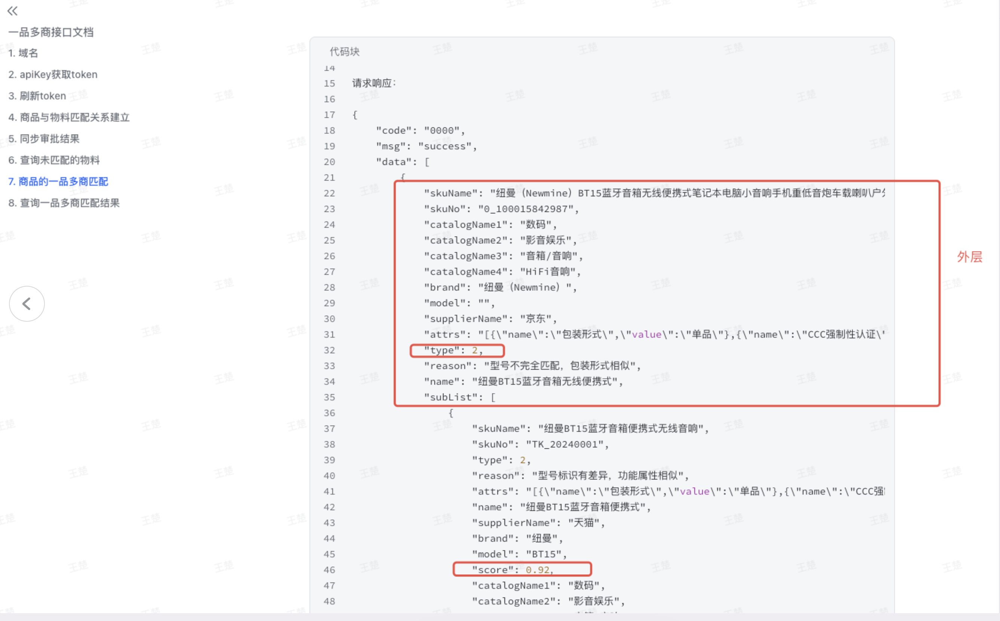 一品多商接口文档
1. 域名
2. apiKey获取token
3. 刷新token
4. 商品与物料匹配关系建立
5. 同步审批结果
6. 查询未匹配的物料
7. 商品的一品多商匹配
8. 查询一品多商匹配结果
代码块
14
15 请求响应：
16
17 {
18 "code": "0000",
19 "msg": "success",
20 "data": [
21 {
22 "skuName": "纽曼（Newmine）BT15蓝牙音箱无线便携式笔记本电脑小音响手机重低音炮车载喇叭户
23 "skuNo": "0_100015842987",
24 "catalogName1": "数码",
25 "catalogName2": "影音娱乐",
26 "catalogName3": "音箱/音响",
27 "catalogName4": "HiFi音响",
28 "brand": "纽曼（Newmine）",
29 "model": "",
30 "supplierName": "京东",
31 "attrs": "[{\"name\":\"包装形式\",\"value\":\"单品\"},{\"name\":\"CCC强制性认证\"
32 "type": 2,
33 "reason": "型号不完全匹配，包装形式相似",
34 "name": "纽曼BT15蓝牙音箱无线便携式",
35 "subList": [
36 {
37 "skuName": "纽曼BT15蓝牙音箱便携式无线音响",
38 "skuNo": "TK_20240001",
39 "type": 2,
40 "reason": "型号标识有差异，功能属性相似",
41 "attrs": "[{\"name\":\"包装形式\",\"value\":\"单品\"},{\"name\":\"CCC强
42 "name": "纽曼BT15蓝牙音箱便携式",
43 "supplierName": "天猫",
44 "brand": "纽曼",
45 "model": "BT15",
46 "score": 0.92,
47 "catalogName1": "数码",
48 "catalogName2": "影音娱乐",
外层
王楚